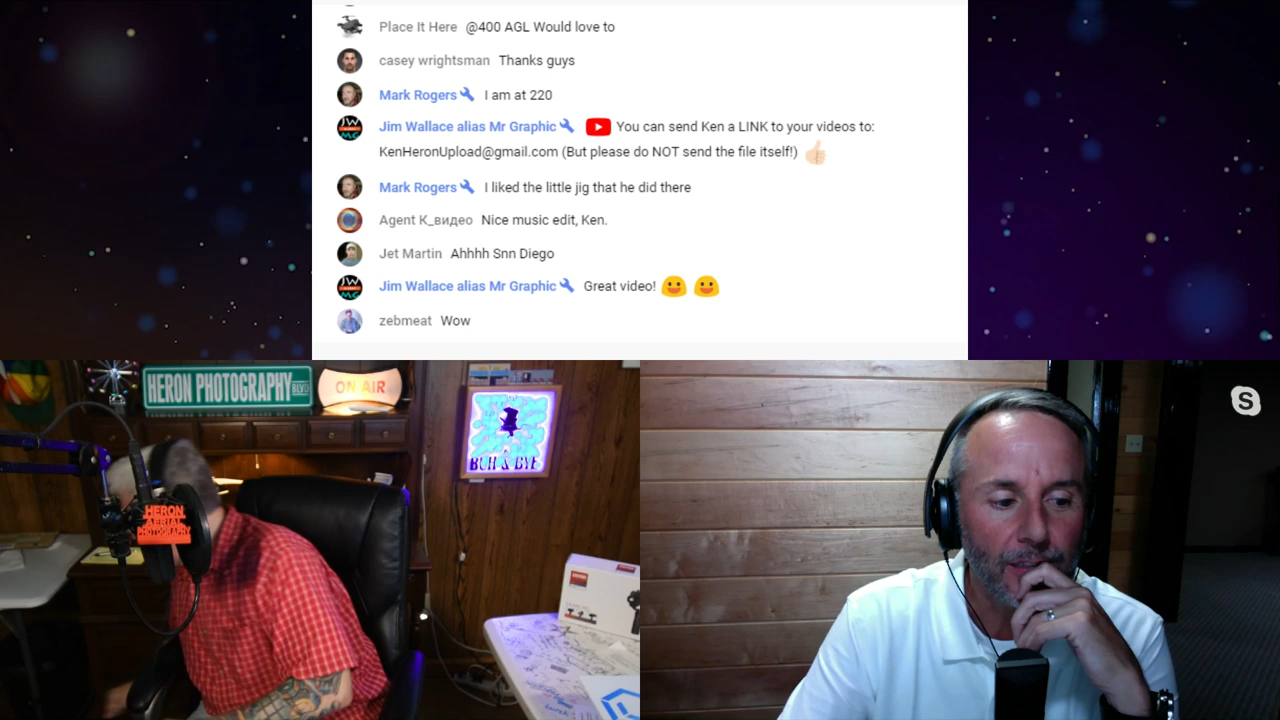 Place It Here @400 AGL Would love to
casey wrightsman Thanks guys
Mark Rogers I am at 220
Jim Wallace alias Mr Graphic You can send Ken a LINK to your videos to:
KenHeronUpload@gmail.com (But please do NOT send the file itself!)
Mark Rogers I liked the little jig that he did there
Agent К_видео Nice music edit, Ken.
Jet Martin Ahhhh Snn Diego
Jim Wallace alias Mr Graphic Great video!
zebmeat Wow
HERON PHOTOGRAPHY BLVD
ON AIR
BUH BYE
HERON
AERIAL
PHOTOGRAPHY
S